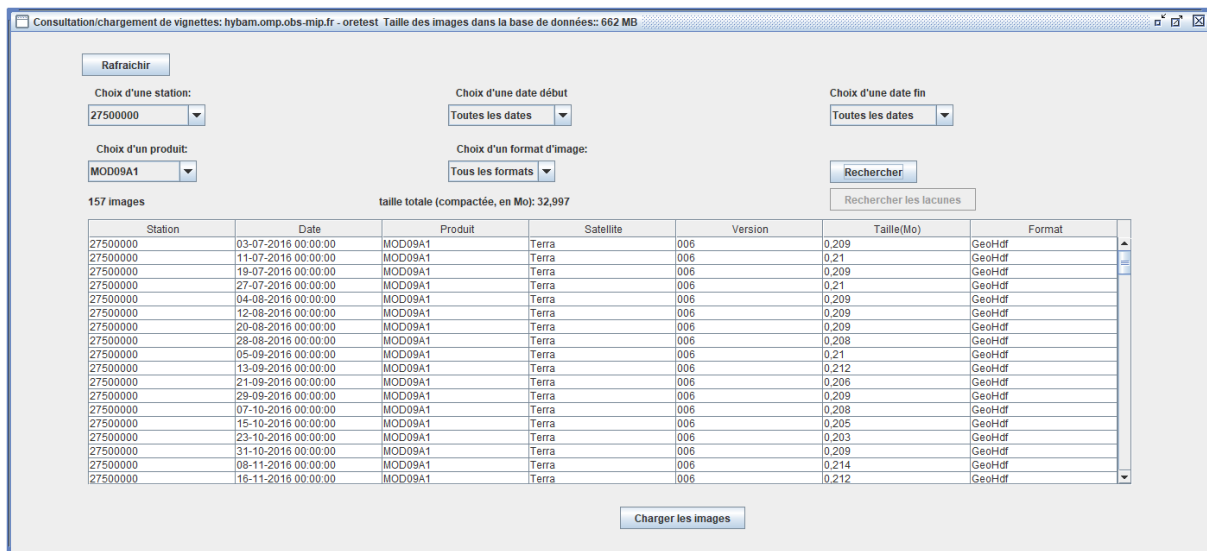 Consultation/chargement de vignettes: hybam.omp.obs-mip.fr - oretest Taille des images dans la base de données:: 662 MB
Rafraichir
Choix d'une station: Choix d'une date début Choix d'une date fin
27500000 Toutes les dates Toutes les dates
Choix d'un produit: Choix d'un format d'image:
MOD09A1 Tous les formats Rechercher
157 images taille totale (compactée, en Mo): 32,997 Rechercher les lacunes
Station Date Produit Satellite Version Taille(Mo) Format
27500000 03-07-2016 00:00:00 MOD09A1 Terra 006 0,209 GeoHdf
27500000 11-07-2016 00:00:00 MOD09A1 Terra 006 0,21 GeoHdf
27500000 19-07-2016 00:00:00 MOD09A1 Terra 006 0,209 GeoHdf
27500000 27-07-2016 00:00:00 MOD09A1 Terra 006 0,21 GeoHdf
27500000 04-08-2016 00:00:00 MOD09A1 Terra 006 0,209 GeoHdf
27500000 12-08-2016 00:00:00 MOD09A1 Terra 006 0,209 GeoHdf
27500000 20-08-2016 00:00:00 MOD09A1 Terra 006 0,209 GeoHdf
27500000 28-08-2016 00:00:00 MOD09A1 Terra 006 0,208 GeoHdf
27500000 05-09-2016 00:00:00 MOD09A1 Terra 006 0,21 GeoHdf
27500000 13-09-2016 00:00:00 MOD09A1 Terra 006 0,212 GeoHdf
27500000 21-09-2016 00:00:00 MOD09A1 Terra 006 0,206 GeoHdf
27500000 29-09-2016 00:00:00 MOD09A1 Terra 006 0,209 GeoHdf
27500000 07-10-2016 00:00:00 MOD09A1 Terra 006 0,208 GeoHdf
27500000 15-10-2016 00:00:00 MOD09A1 Terra 006 0,205 GeoHdf
27500000 23-10-2016 00:00:00 MOD09A1 Terra 006 0,203 GeoHdf
27500000 31-10-2016 00:00:00 MOD09A1 Terra 006 0,209 GeoHdf
27500000 08-11-2016 00:00:00 MOD09A1 Terra 006 0,214 GeoHdf
27500000 16-11-2016 00:00:00 MOD09A1 Terra 006 0,212 GeoHdf
Charger les images